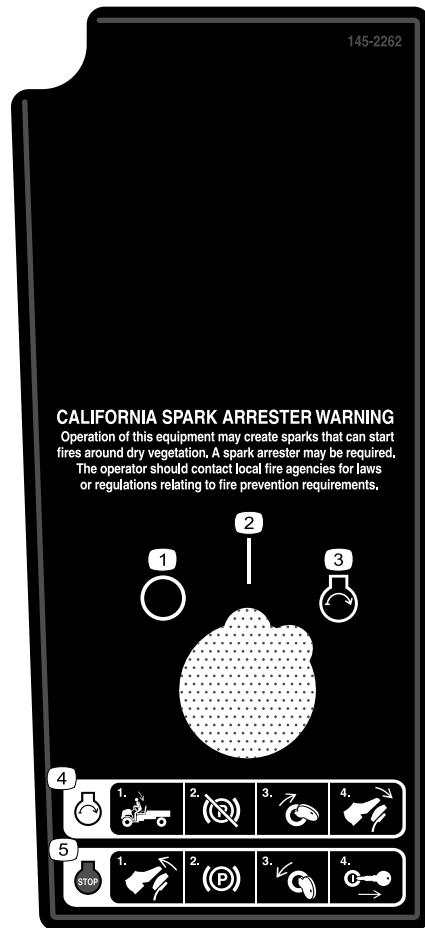 145-2262
CALIFORNIA SPARK ARRESTER WARNING
Operation of this equipment may create sparks that can start
fires around dry vegetation. A spark arrester may be required.
The operator should contact local fire agencies for laws
or regulations relating to fire prevention requirements.
2
1
3
4
1.
2.
P
3.
4.
5
STOP
1.
2.
P
3.
4.